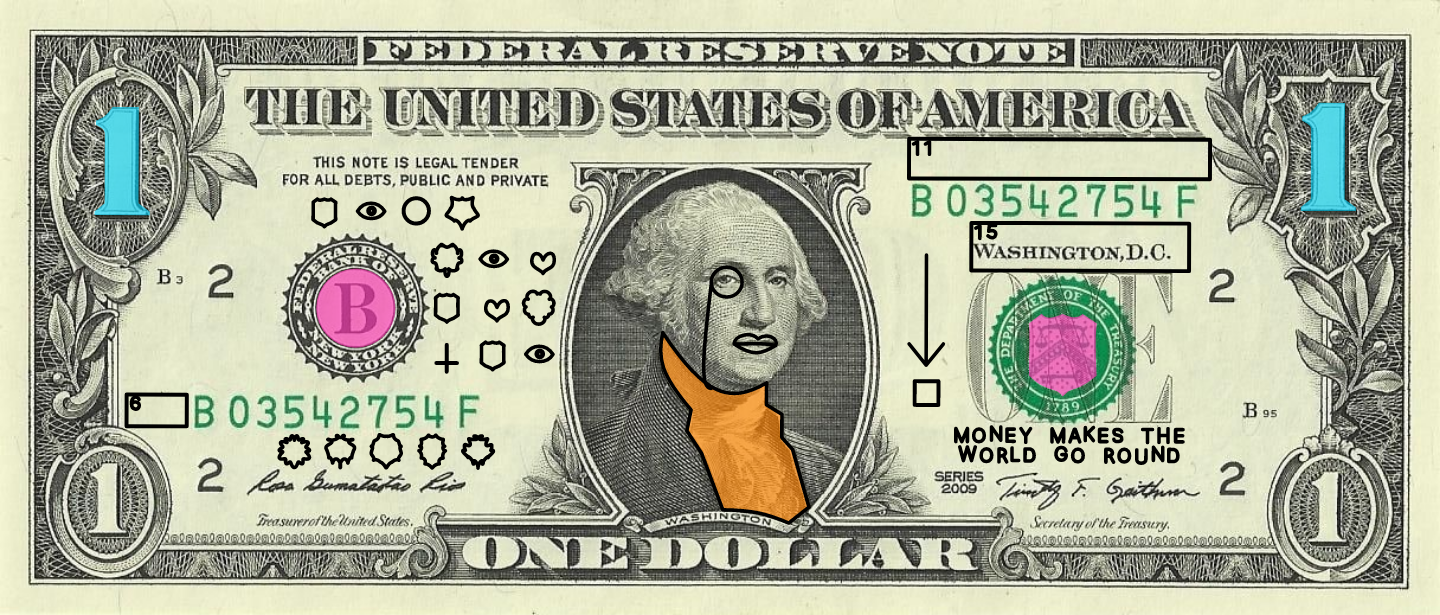 FEDERAL RESERVE NOTE
THE UNITED STATES OF AMERICA
1
1
11
THIS NOTE IS LEGAL TENDER
FOR ALL DEBTS, PUBLIC AND PRIVATE
B 03542754 F
15
WASHINGTON, D.C.
B 3
2
2
FEDERAL RESERVE BANK OF NEW YORK NEW YORK
B
ONE
THE DEPARTMENT OF THE TREASURY
1789
6
B 03542754 F
B 95
MONEY MAKES THE
WORLD GO ROUND
2
Rosa Gumataotao Rios
SERIES
2009
Timothy F. Geithner
2
Treasurer of the United States.
WASHINGTON
Secretary of the Treasury.
1
1
ONE DOLLAR